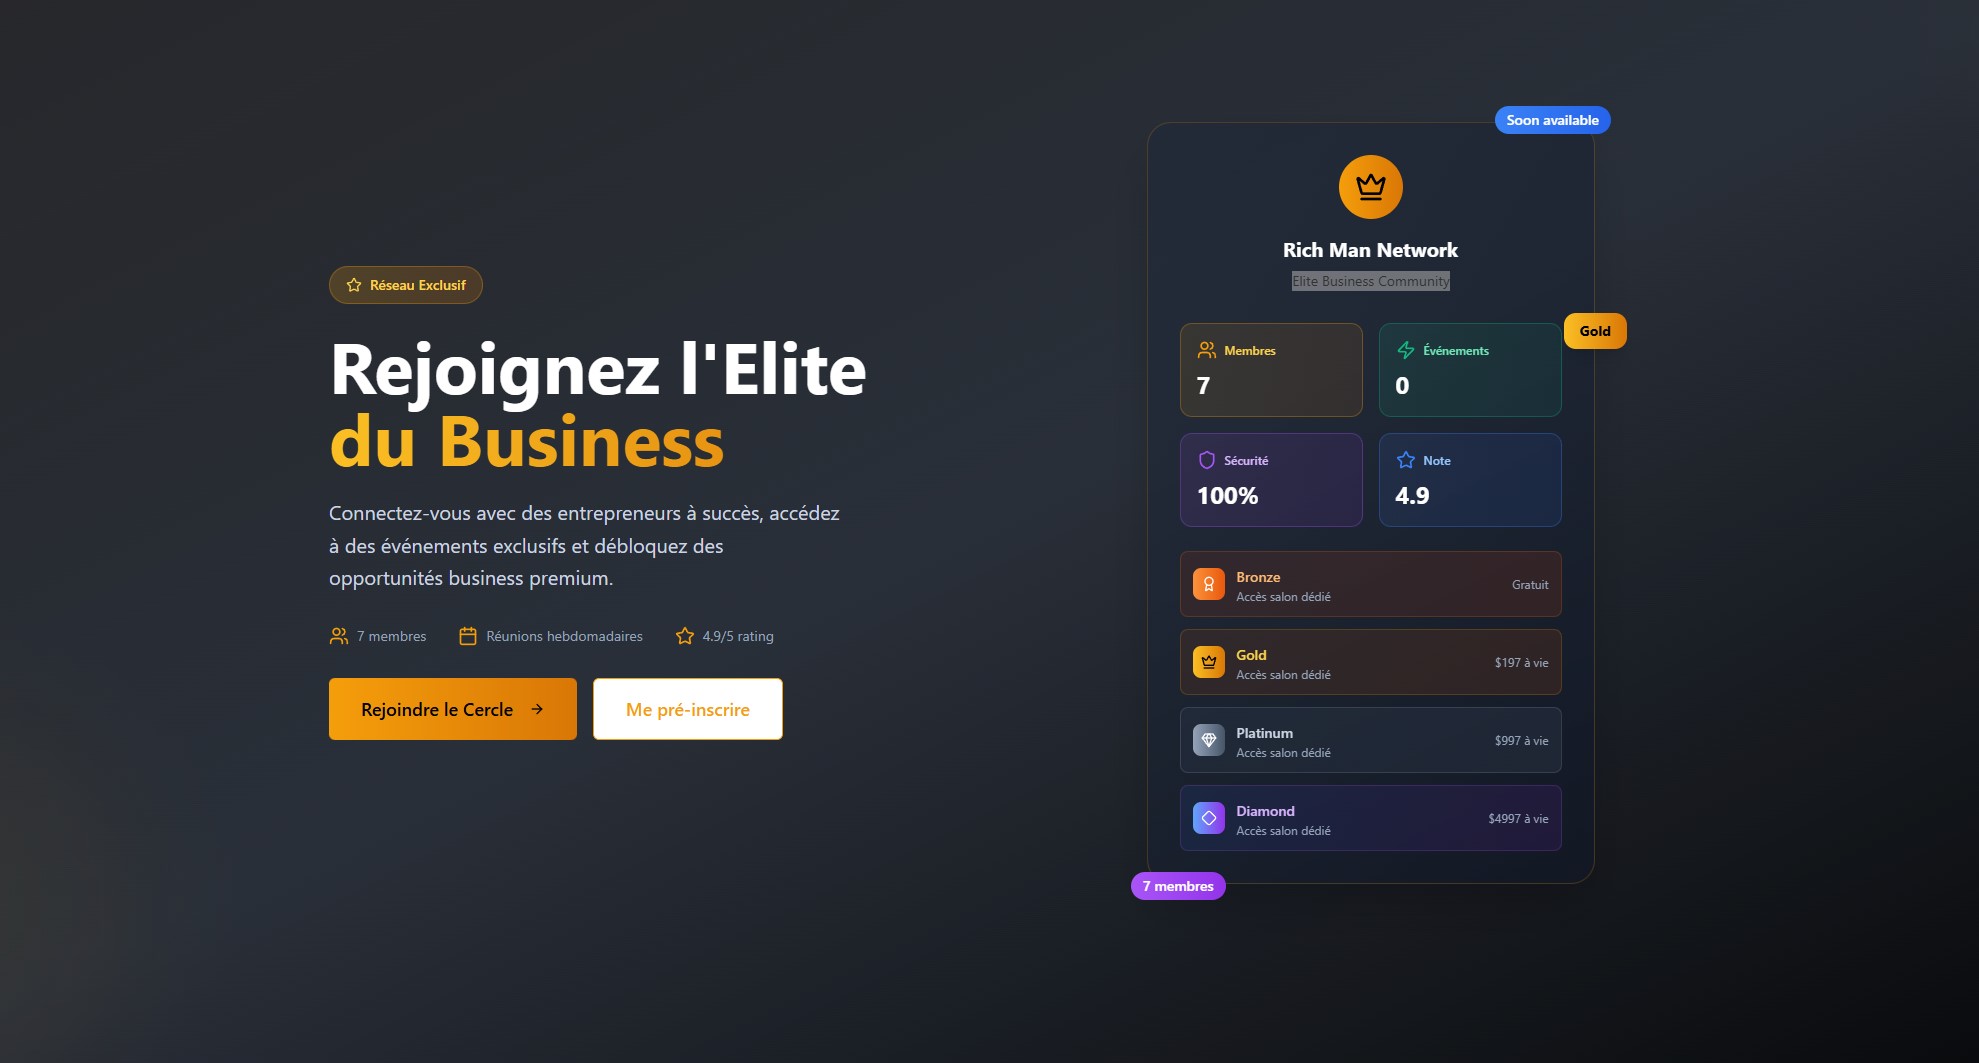 Réseau Exclusif
Rejoignez l'Elite
du Business
Connectez-vous avec des entrepreneurs à succès, accédez
à des événements exclusifs et débloquez des
opportunités business premium.
7 membres
Réunions hebdomadaires
4.9/5 rating
Rejoindre le Cercle
Me pré-inscrire
Soon available
Rich Man Network
Elite Business Community
Gold
Membres
7
Événements
0
Sécurité
100%
Note
4.9
Bronze
Accès salon dédié
Gratuit
Gold
Accès salon dédié
$197 à vie
Platinum
Accès salon dédié
$997 à vie
Diamond
Accès salon dédié
$4997 à vie
7 membres